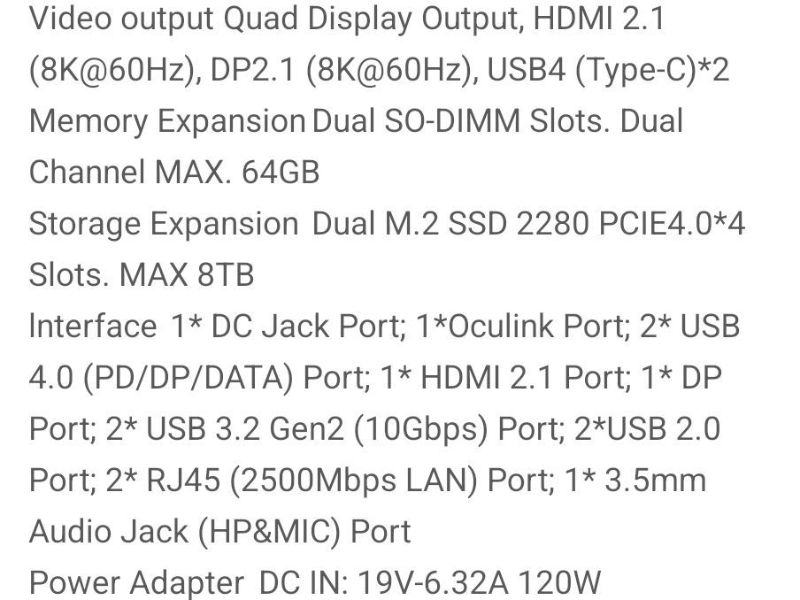 Video output Quad Display Output, HDMI 2.1
(8K@60Hz), DP2.1 (8K@60Hz), USB4 (Type-C)*2
Memory Expansion Dual SO-DIMM Slots. Dual
Channel MAX. 64GB
Storage Expansion Dual M.2 SSD 2280 PCIE4.0*4
Slots. MAX 8TB
Interface 1* DC Jack Port; 1*Oculink Port; 2* USB
4.0 (PD/DP/DATA) Port; 1* HDMI 2.1 Port; 1* DP
Port; 2* USB 3.2 Gen2 (10Gbps) Port; 2*USB 2.0
Port; 2* RJ45 (2500Mbps LAN) Port; 1* 3.5mm
Audio Jack (HP&MIC) Port
Power Adapter DC IN: 19V-6.32A 120W